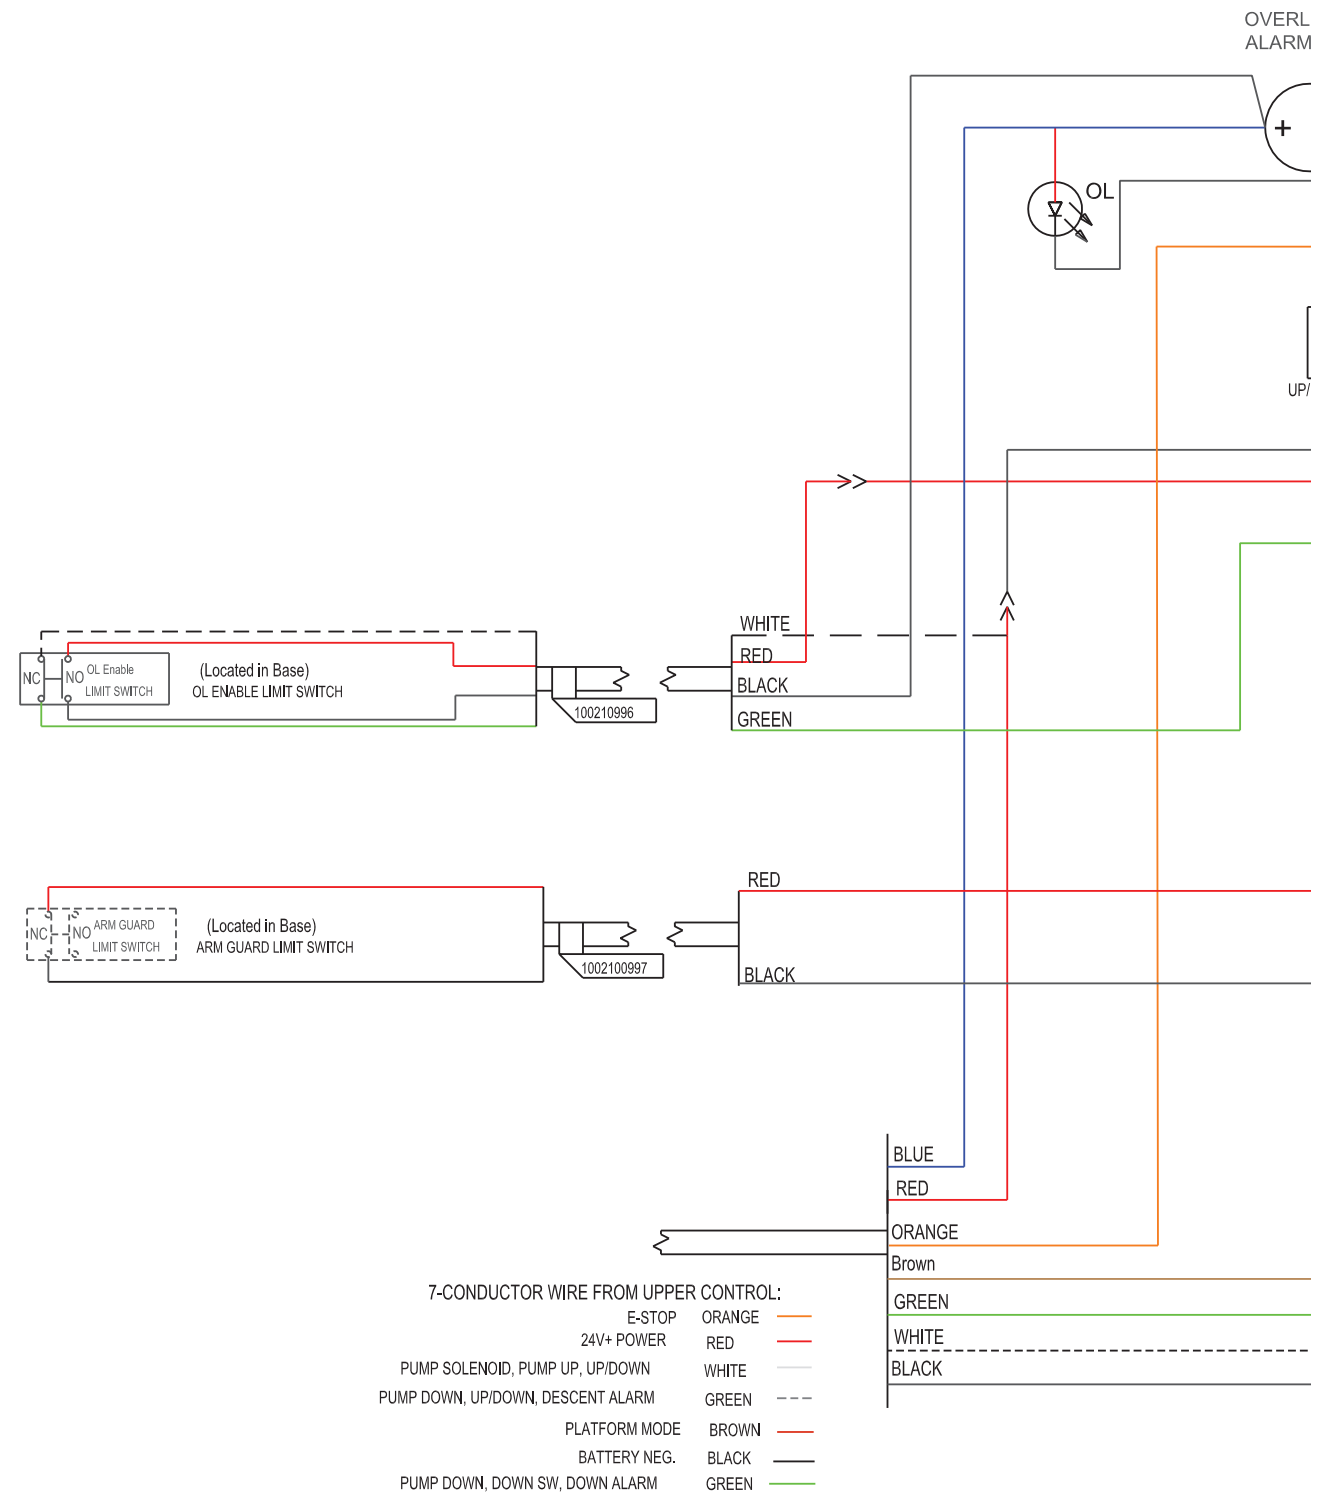 OVERL
ALARM
+
OL
UP/
WHITE
RED
BLACK
GREEN
NC
NO
OL Enable
LIMIT SWITCH
(Located in Base)
OL ENABLE LIMIT SWITCH
100210996
RED
BLACK
NC
NO
ARM GUARD
LIMIT SWITCH
(Located in Base)
ARM GUARD LIMIT SWITCH
1002100997
BLUE
RED
ORANGE
Brown
GREEN
WHITE
BLACK
7-CONDUCTOR WIRE FROM UPPER CONTROL:
E-STOP ORANGE
24V+ POWER RED
PUMP SOLENOID, PUMP UP, UP/DOWN WHITE
PUMP DOWN, UP/DOWN, DESCENT ALARM GREEN
PLATFORM MODE BROWN
BATTERY NEG. BLACK
PUMP DOWN, DOWN SW, DOWN ALARM GREEN